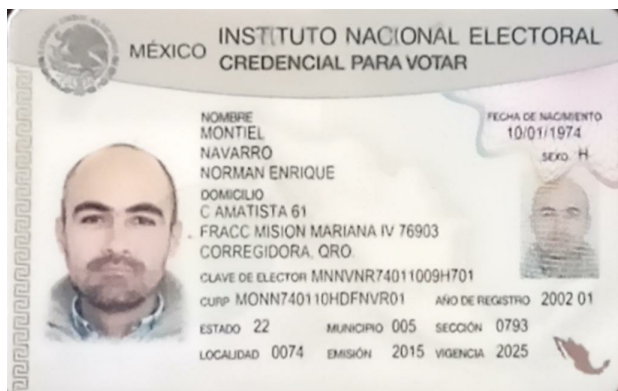 MÉXICO INSTITUTO NACIONAL ELECTORAL
CREDENCIAL PARA VOTAR
NOMBRE
MONTIEL
NAVARRO
NORMAN ENRIQUE
FECHA DE NACIMIENTO
10/01/1974
SEXO H
DOMICILIO
C AMATISTA 61
FRACC MISION MARIANA IV 76903
CORREGIDORA, QRO.
CLAVE DE ELECTOR MNNVNR74011009H701
CURP MONN740110HDFNVR01 AÑO DE REGISTRO 2002 01
ESTADO 22 MUNICIPIO 005 SECCIÓN 0793
LOCALIDAD 0074 EMISIÓN 2015 VIGENCIA 2025